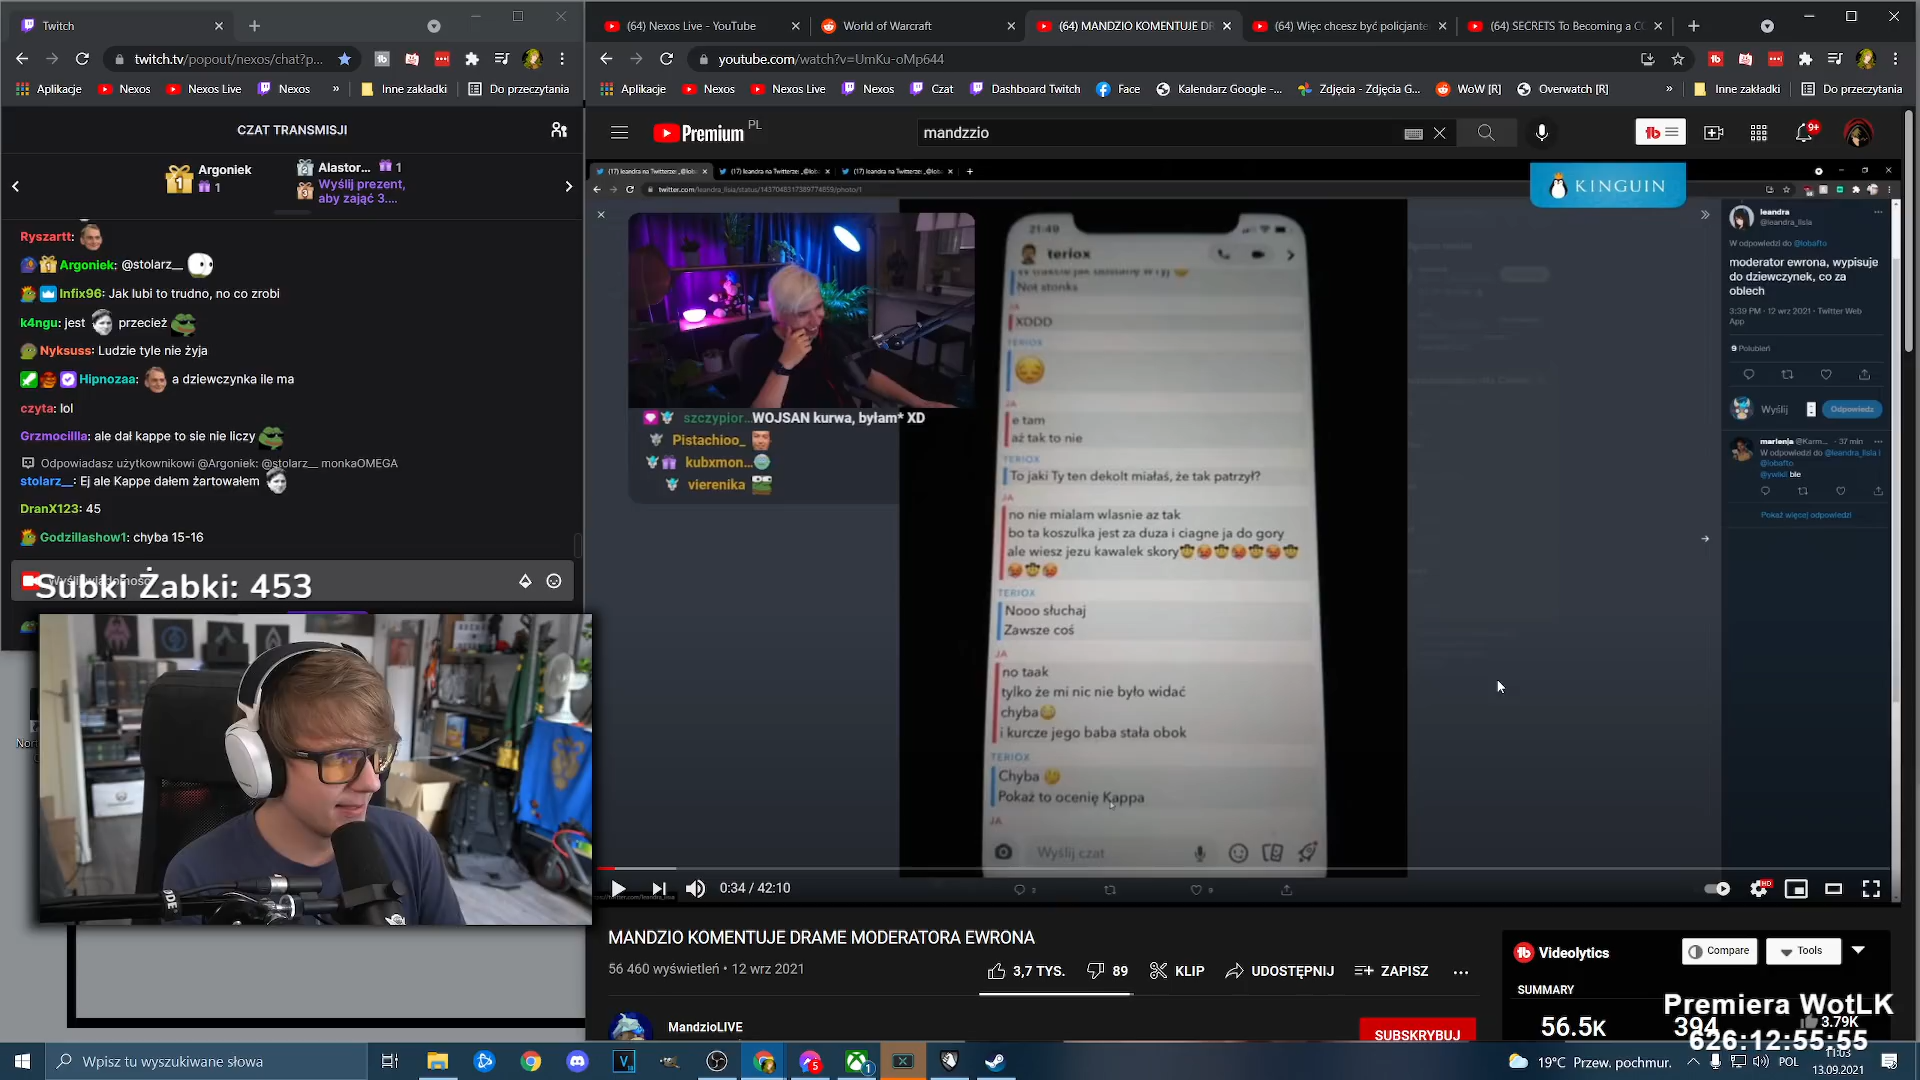 Twitch
twitch.tv/popout/nexos/chat?p...
Aplikacje
Nexos
Nexos Live
Nexos
»
Inne zakładki
Do przeczytania
CZAT TRANSMISJI
Argoniek
1
Alastor...
1
Wyślij prezent,
aby zająć 3....
Ryszartt:
Argoniek: @stolarz__
Infix96: Jak lubi to trudno, no co zrobi
k4ngu: jest przecież
Nyksuss: Ludzie tyle nie żyja
Hipnozaa: a dziewczynka ile ma
czyta: lol
Grzmocillla: ale dał kappe to sie nie liczy
Odpowiadasz użytkownikowi @Argoniek: @stolarz__ monkaOMEGA
stolarz__: Ej ale Kappe dałem żartowałem
DranX123: 45
Godzillashow1: chyba 15-16
Subki Żabki: 453
(64) Nexos Live - YouTube
World of Warcraft
(64) MANDZIO KOMENTUJE DR
(64) Więc chcesz być policjante
(64) SECRETS To Becoming a C
youtube.com/watch?v=UmKu-oMp644
Aplikacje
Nexos
Nexos Live
Nexos
Czat
Dashboard Twitch
Face
Kalendarz Google -...
Zdjęcia - Zdjęcia G...
WoW [R]
Overwatch [R]
»
Inne zakładki
Do przeczytania
Premium PL
mandzzio
9+
(17) leandra na Twitterze: „@lob
(17) leandra na Twitterze: „@lob
(17) leandra na Twitterze: „@lob
twitter.com/leandra_lisia/status/1437048317389774859/photo/1
KINGUIN
szczypior... WOJSAN kurwa, byłam* XD
Pistachioo_
kubxmon...
vierenika
21:49
teriox
Not stonks
JA
XDDD
TERIOX
JA
e tam
aż tak to nie
TERIOX
To jaki Ty ten dekolt miałaś, że tak patrzył?
JA
no nie mialam wlasnie az tak
bo ta koszulka jest za duza i ciagne ja do gory
ale wiesz jezu kawalek skory
TERIOX
Nooo słuchaj
Zawsze coś
JA
no taak
tylko że mi nic nie było widać
chyba
i kurcze jego baba stała obok
TERIOX
Chyba
Pokaż to ocenię Kappa
JA
Wyślij czat
leandra
@leandra_lisia
W odpowiedzi do @lobafto
moderator ewrona, wypisuje
do dziewczynek, co za
oblech
3:39 PM · 12 wrz 2021 · Twitter Web
App
9 Polubień
Wyślij
Odpowiedz
marlenja @Karm... · 37 min
W odpowiedzi do @leandra_lisia i
@lobafto
@ywikii ble
Pokaż więcej odpowiedzi
0:34 / 42:10
HD
MANDZIO KOMENTUJE DRAME MODERATORA EWRONA
56 460 wyświetleń • 12 wrz 2021
3,7 TYS.
89
KLIP
UDOSTĘPNIJ
ZAPISZ
MandzioLIVE
SUBSKRYBUJ
Videolytics
Compare
Tools
SUMMARY
56.5K
394
3.79K
Premiera WotLK
626:12:55:55
Wpisz tu wyszukiwane słowa
19°C Przew. pochmur.
POL
11:03
13.09.2021